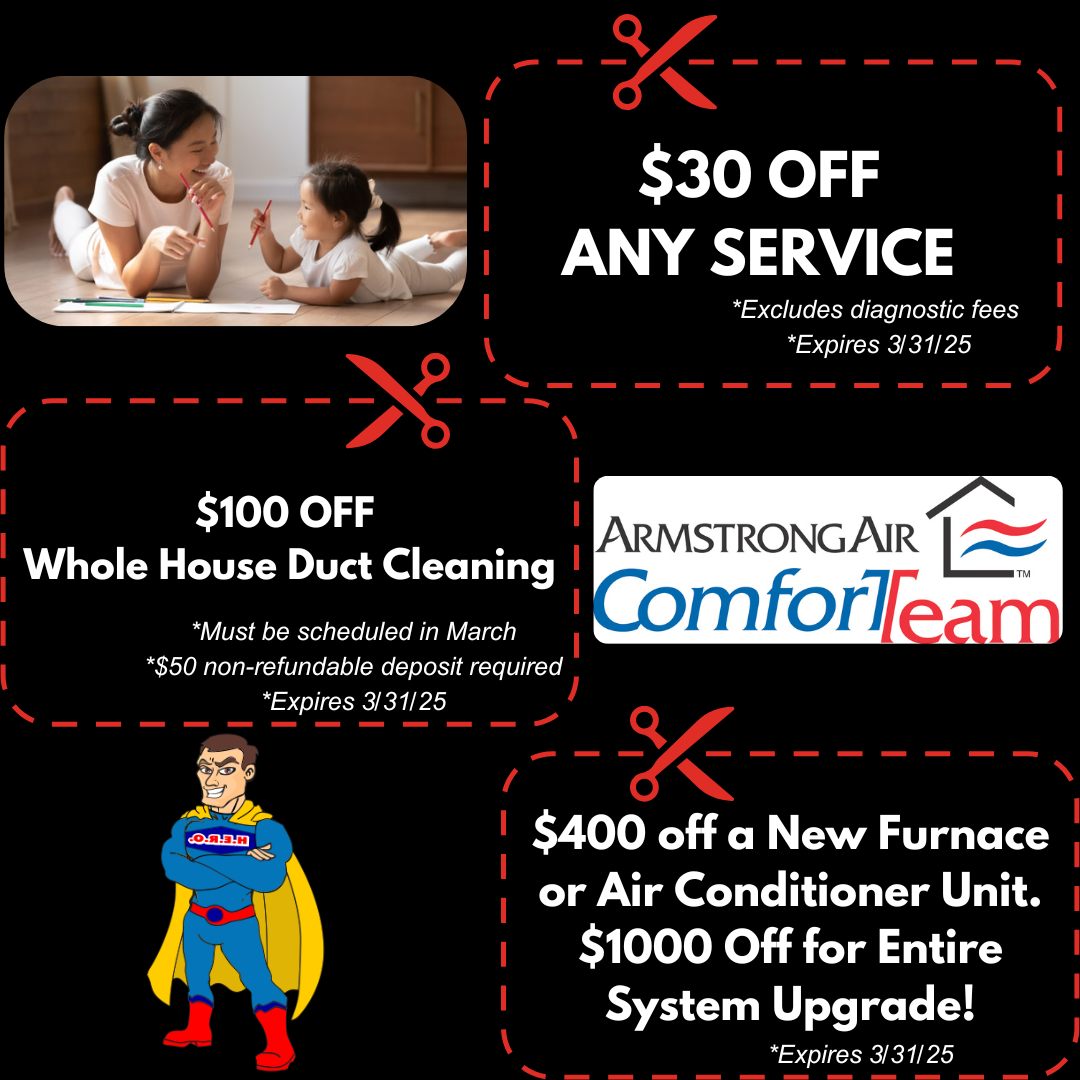 $30 OFF
ANY SERVICE
*Excludes diagnostic fees
*Expires 3/31/25
$100 OFF
Whole House Duct Cleaning
*Must be scheduled in March
*$50 non-refundable deposit required
*Expires 3/31/25
ARMSTRONG AIR
TM
ComforTTeam
H.E.R.O.
$400 off a New Furnace
or Air Conditioner Unit.
$1000 Off for Entire
System Upgrade!
*Expires 3/31/25